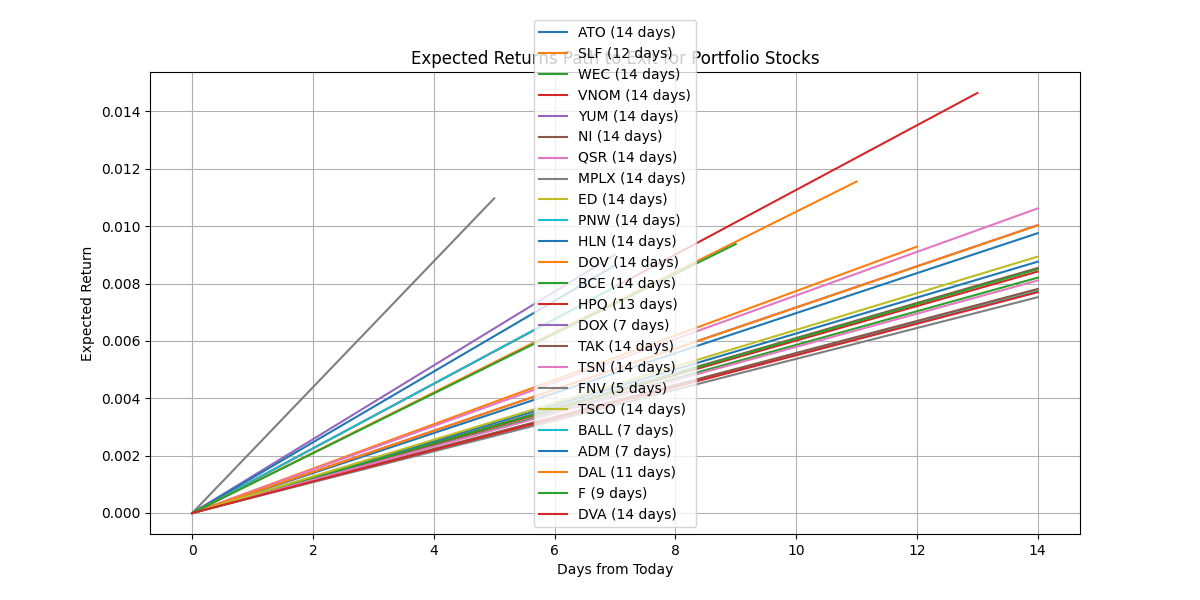 Expected Returns Path to Exit for Portfolio Stocks
ATO (14 days)
SLF (12 days)
WEC (14 days)
VNOM (14 days)
YUM (14 days)
NI (14 days)
QSR (14 days)
MPLX (14 days)
ED (14 days)
PNW (14 days)
HLN (14 days)
DOV (14 days)
BCE (14 days)
HPQ (13 days)
DOX (7 days)
TAK (14 days)
TSN (14 days)
FNV (5 days)
TSCO (14 days)
BALL (7 days)
ADM (7 days)
DAL (11 days)
F (9 days)
DVA (14 days)
Expected Return
0.014
0.012
0.010
0.008
0.006
0.004
0.002
0.000
0 2 4 6 8 10 12 14
Days from Today